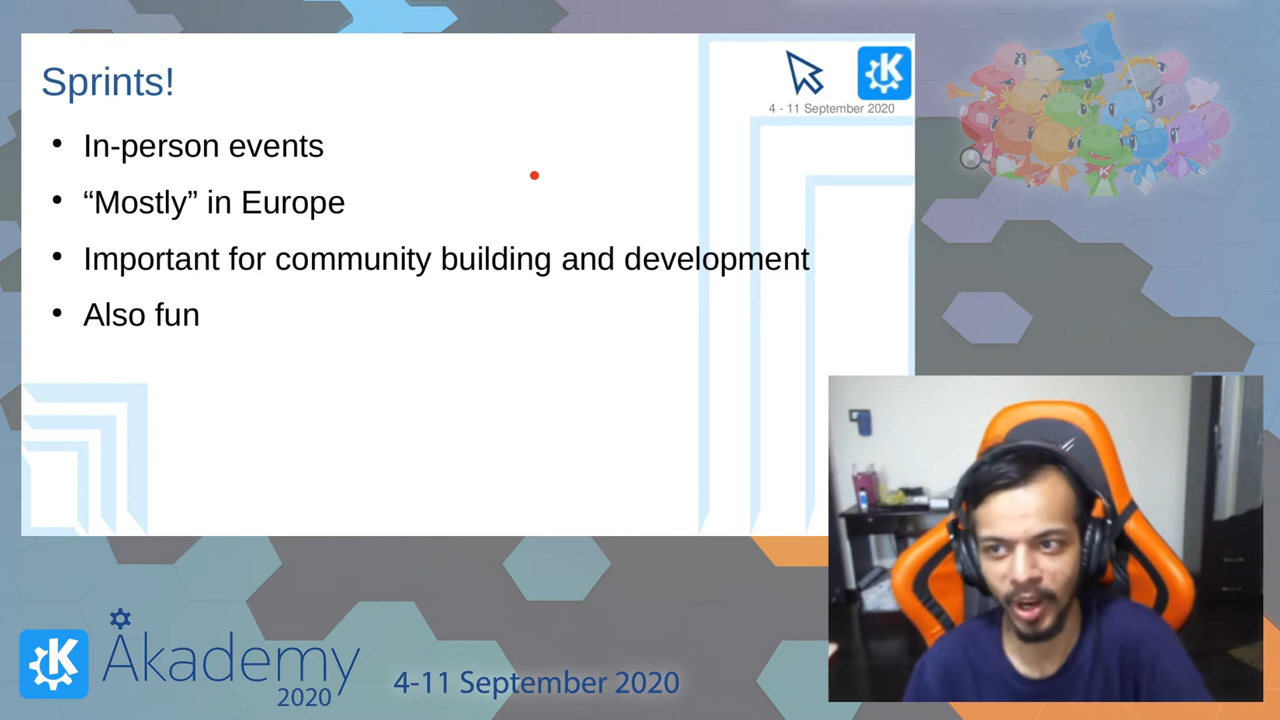 Sprints!
4 - 11 September 2020
• In-person events
• “Mostly” in Europe
• Important for community building and development
• Also fun
K
K
K
K
Akademy
2020
4-11 September 2020